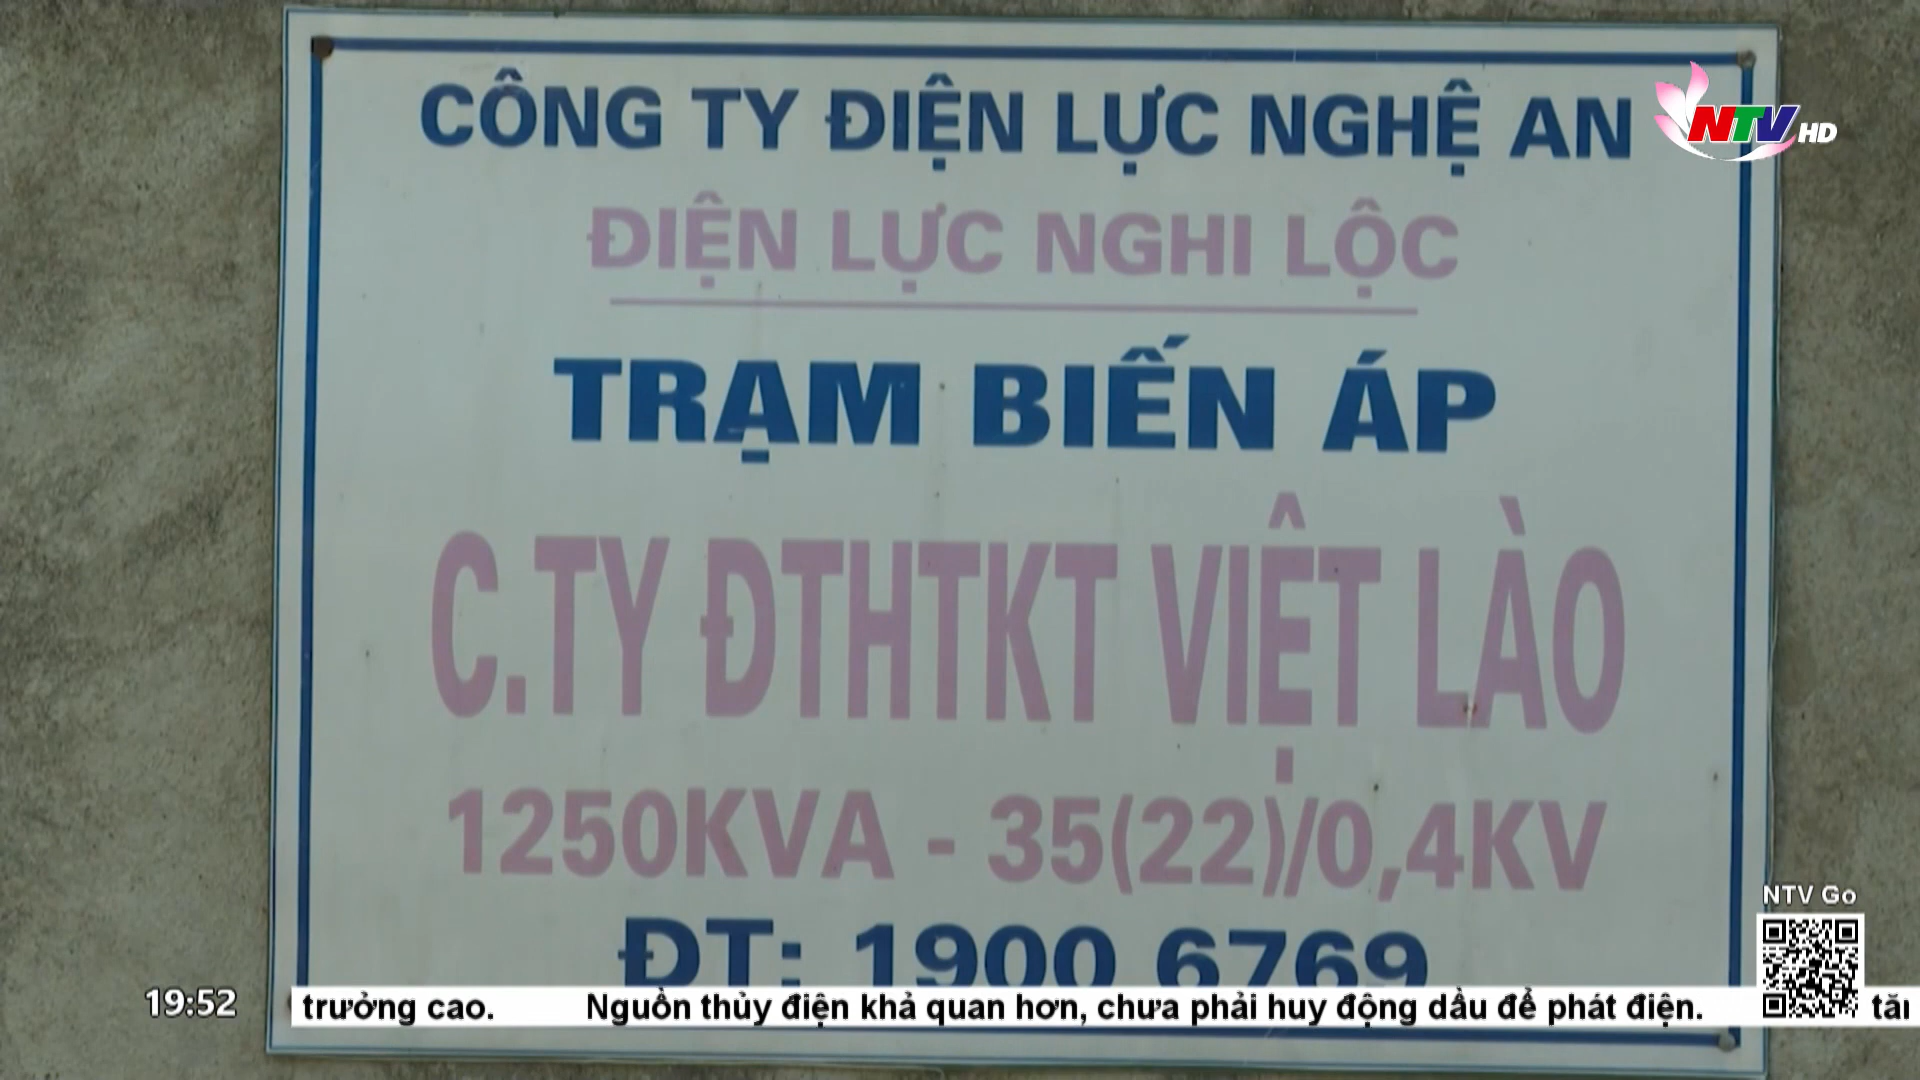 CÔNG TY ĐIỆN LỰC NGHỆ AN
NTV HD
ĐIỆN LỰC NGHI LỘC
TRẠM BIẾN ÁP
C.TY ĐTHTKT VIỆT LÀO
1250KVA - 35(22)/0,4KV
ĐT: 1900 6769
NTV Go
19:52
trưởng cao. Nguồn thủy điện khả quan hơn, chưa phải huy động dầu để phát điện.